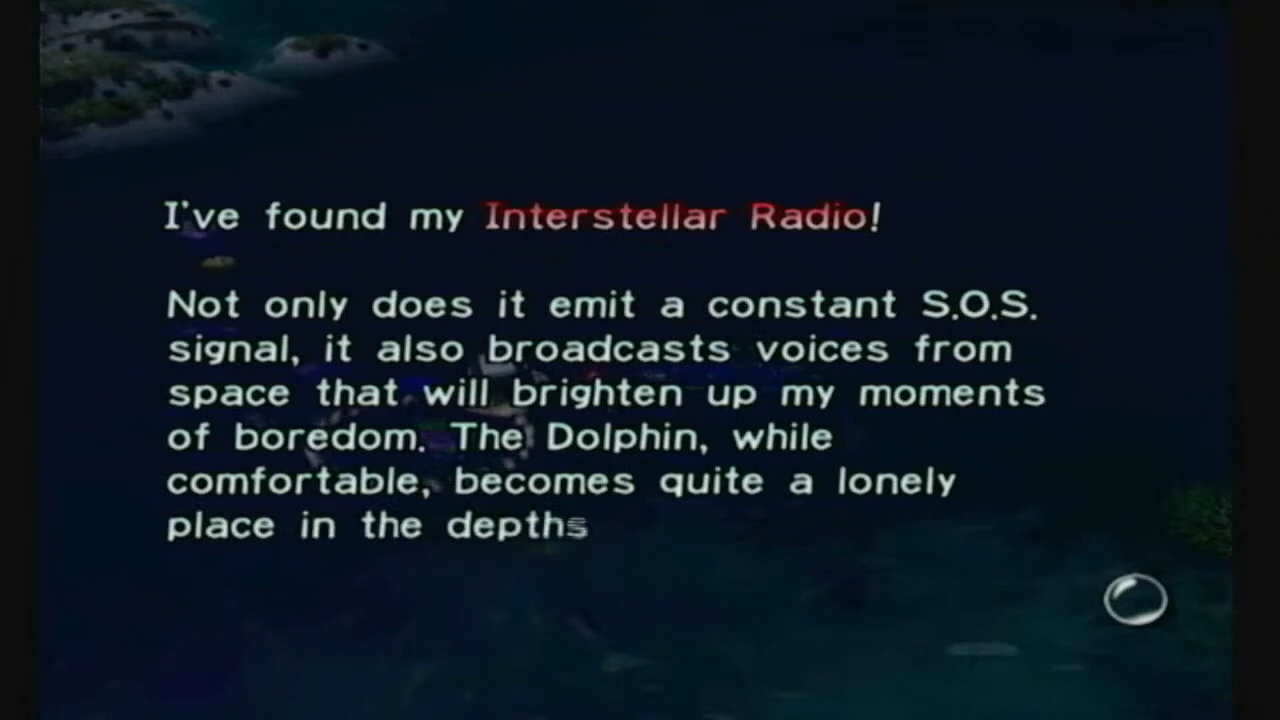 I've found my Interstellar Radio!
Not only does it emit a constant S.O.S.
signal, it also broadcasts voices from
space that will brighten up my moments
of boredom. The Dolphin, while
comfortable, becomes quite a lonely
place in the depths